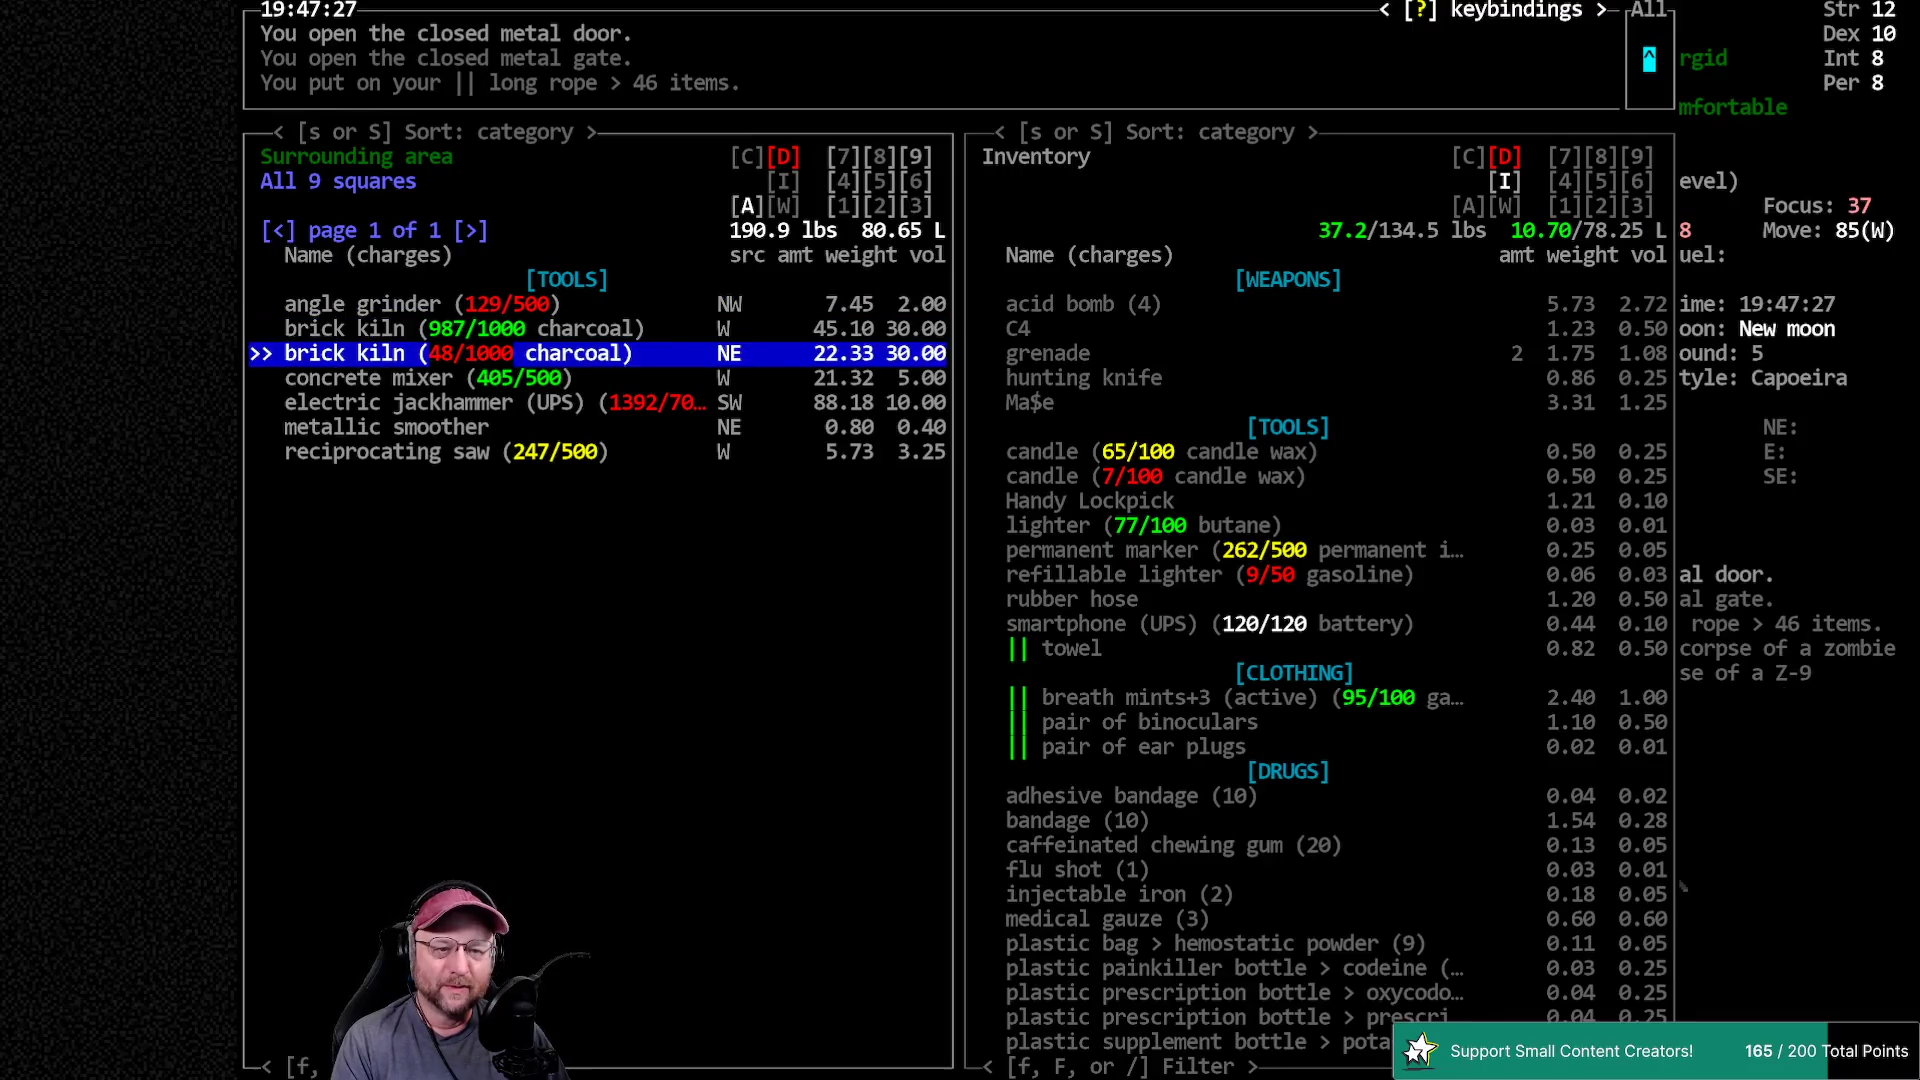 19:47:27
< [?] keybindings >
All
Str 12
You open the closed metal door.
Dex 10
You open the closed metal gate.
^
rgid
Int 8
You put on your || long rope > 46 items.
Per 8
mfortable
< [s or S] Sort: category >
< [s or S] Sort: category >
Surrounding area
[C][D] [7][8][9]
Inventory
[C][D] [7][8][9]
All 9 squares
[I] [4][5][6]
[I] [4][5][6]
evel)
[A][W] [1][2][3]
[A][W] [1][2][3]
Focus: 37
[<] page 1 of 1 [>]
190.9 lbs 80.65 L
37.2/134.5 lbs 10.70/78.25 L
8
Move: 85(W)
Name (charges) src amt weight vol
Name (charges) amt weight vol
uel:
[TOOLS]
[WEAPONS]
angle grinder (129/500) NW 7.45 2.00
acid bomb (4) 5.73 2.72
ime: 19:47:27
brick kiln (987/1000 charcoal) W 45.10 30.00
C4 1.23 0.50
oon: New moon
>> brick kiln (48/1000 charcoal) NE 22.33 30.00
grenade 2 1.75 1.08
ound: 5
concrete mixer (405/500) W 21.32 5.00
hunting knife 0.86 0.25
tyle: Capoeira
electric jackhammer (UPS) (1392/70… SW 88.18 10.00
Ma$e 3.31 1.25
metallic smoother NE 0.80 0.40
[TOOLS]
NE:
reciprocating saw (247/500) W 5.73 3.25
candle (65/100 candle wax) 0.50 0.25
E:
candle (7/100 candle wax) 0.50 0.25
SE:
Handy Lockpick 1.21 0.10
lighter (77/100 butane) 0.03 0.01
permanent marker (262/500 permanent i… 0.25 0.05
refillable lighter (9/50 gasoline) 0.06 0.03
al door.
rubber hose 1.20 0.50
al gate.
smartphone (UPS) (120/120 battery) 0.44 0.10
rope > 46 items.
|| towel 0.82 0.50
corpse of a zombie
[CLOTHING]
se of a Z-9
|| breath mints+3 (active) (95/100 ga… 2.40 1.00
|| pair of binoculars 1.10 0.50
|| pair of ear plugs 0.02 0.01
[DRUGS]
adhesive bandage (10) 0.04 0.02
bandage (10) 1.54 0.28
caffeinated chewing gum (20) 0.13 0.05
flu shot (1) 0.03 0.01
injectable iron (2) 0.18 0.05
medical gauze (3) 0.60 0.60
plastic bag > hemostatic powder (9) 0.11 0.05
plastic painkiller bottle > codeine (… 0.03 0.25
plastic prescription bottle > oxycodo… 0.04 0.25
plastic prescription bottle > prescri 0.04 0.25
plastic supplement bottle > pota
Support Small Content Creators! 165 / 200 Total Points
< [f,
< [f, F, or /] Filter >